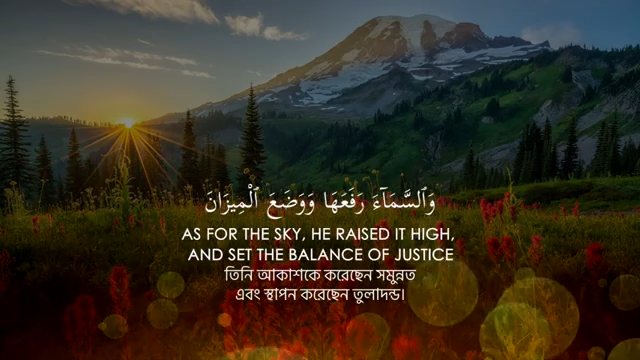 وَٱلسَّمَآءَ رَفَعَهَا وَوَضَعَ ٱلْمِيزَانَ
AS FOR THE SKY, HE RAISED IT HIGH,
AND SET THE BALANCE OF JUSTICE
তিনি আকাশকে করেছেন সমুন্নত
এবং স্থাপন করেছেন তুলাদন্ড।